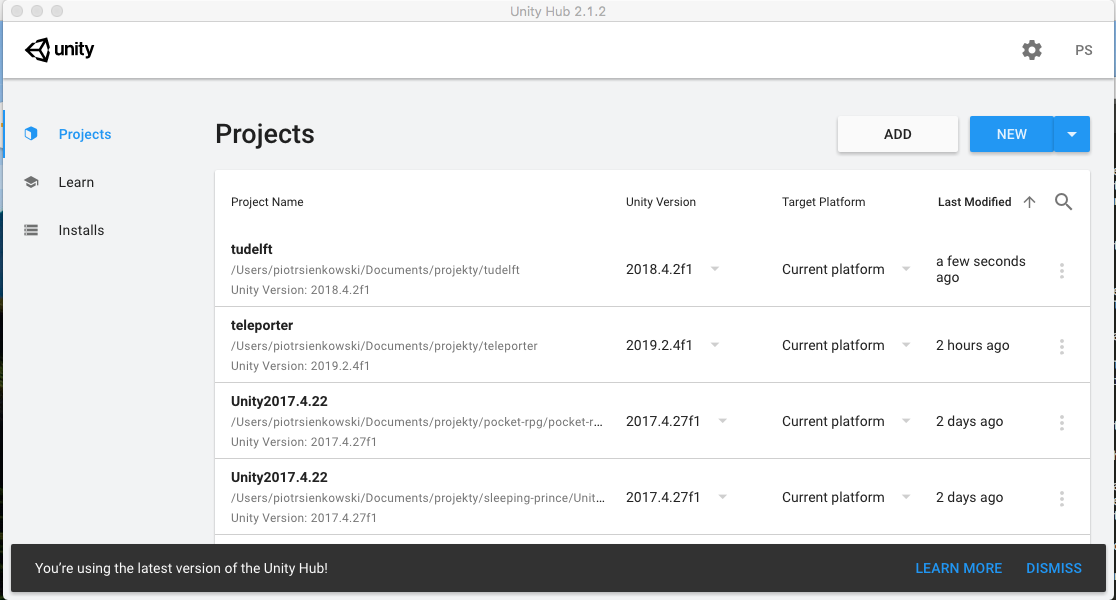 Unity Hub 2.1.2
unity
PS
Projects
Learn
Installs
Projects
ADD
NEW
Project Name Unity Version Target Platform Last Modified
tudelft
/Users/piotrsienkowski/Documents/projekty/tudelft
Unity Version: 2018.4.2f1
2018.4.2f1
Current platform
a few seconds
ago
teleporter
/Users/piotrsienkowski/Documents/projekty/teleporter
Unity Version: 2019.2.4f1
2019.2.4f1
Current platform
2 hours ago
Unity2017.4.22
/Users/piotrsienkowski/Documents/projekty/pocket-rpg/pocket-r...
Unity Version: 2017.4.27f1
2017.4.27f1
Current platform
2 days ago
Unity2017.4.22
/Users/piotrsienkowski/Documents/projekty/sleeping-prince/Unit...
Unity Version: 2017.4.27f1
2017.4.27f1
Current platform
2 days ago
You’re using the latest version of the Unity Hub!
LEARN MORE
DISMISS